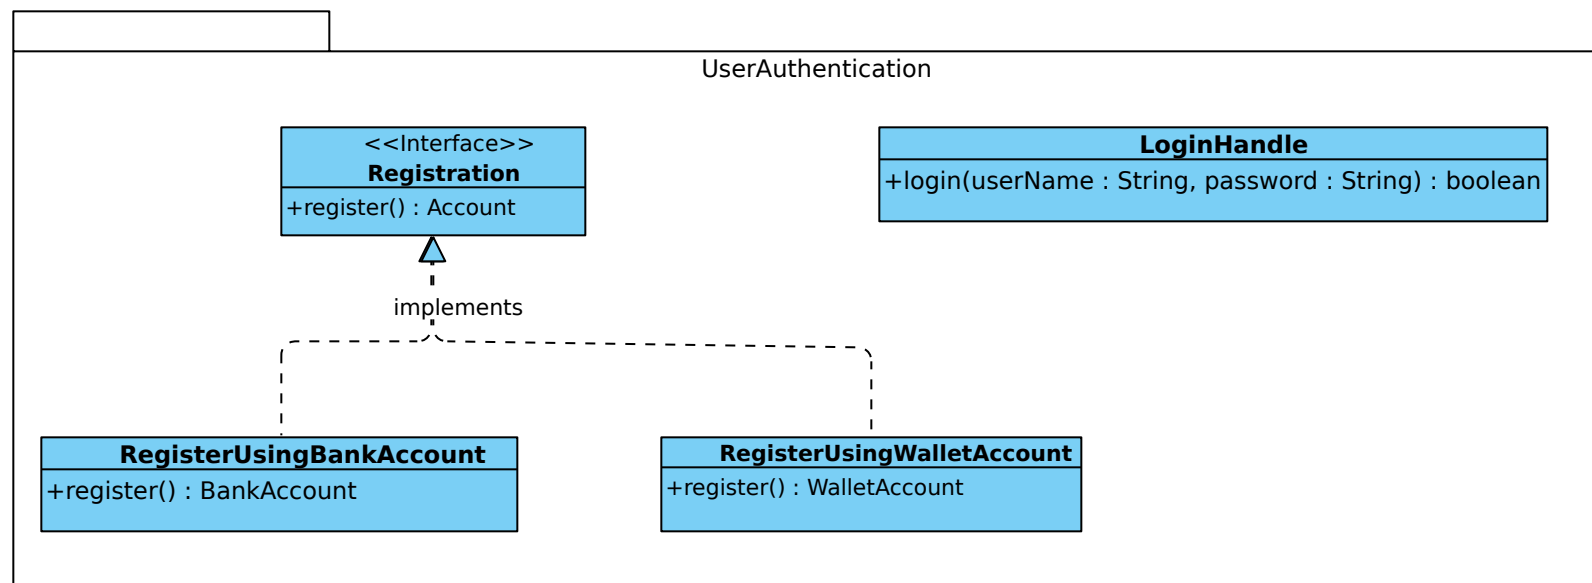 UserAuthentication
<<Interface>>
Registration
+register() : Account
LoginHandle
+login(userName : String, password : String) : boolean
implements
RegisterUsingBankAccount
+register() : BankAccount
RegisterUsingWalletAccount
+register() : WalletAccount